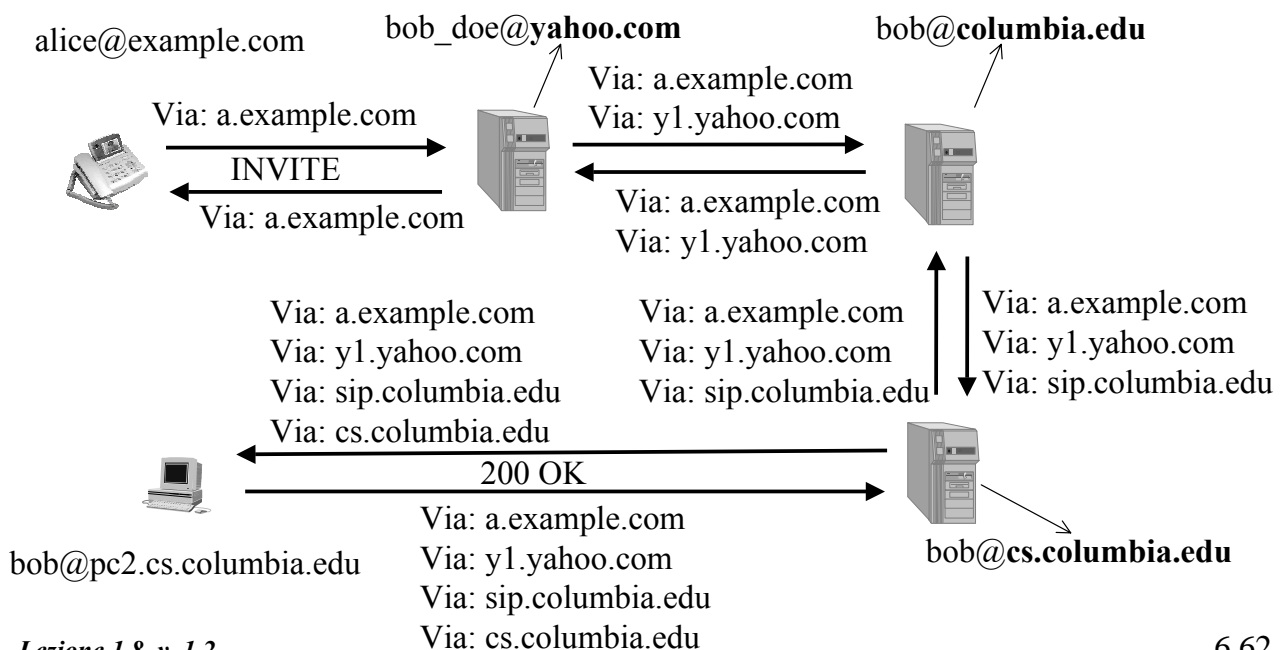 alice@example.com
bob_doe@yahoo.com
bob@columbia.edu
Via: a.example.com
INVITE
Via: a.example.com
Via: a.example.com
Via: y1.yahoo.com
Via: a.example.com
Via: y1.yahoo.com
Via: a.example.com
Via: y1.yahoo.com
Via: sip.columbia.edu
Via: cs.columbia.edu
Via: a.example.com
Via: y1.yahoo.com
Via: sip.columbia.edu
Via: a.example.com
Via: y1.yahoo.com
Via: sip.columbia.edu
200 OK
bob@pc2.cs.columbia.edu
Via: a.example.com
Via: y1.yahoo.com
Via: sip.columbia.edu
Via: cs.columbia.edu
bob@cs.columbia.edu
Lezione 1.8, v. 1.2
6.62